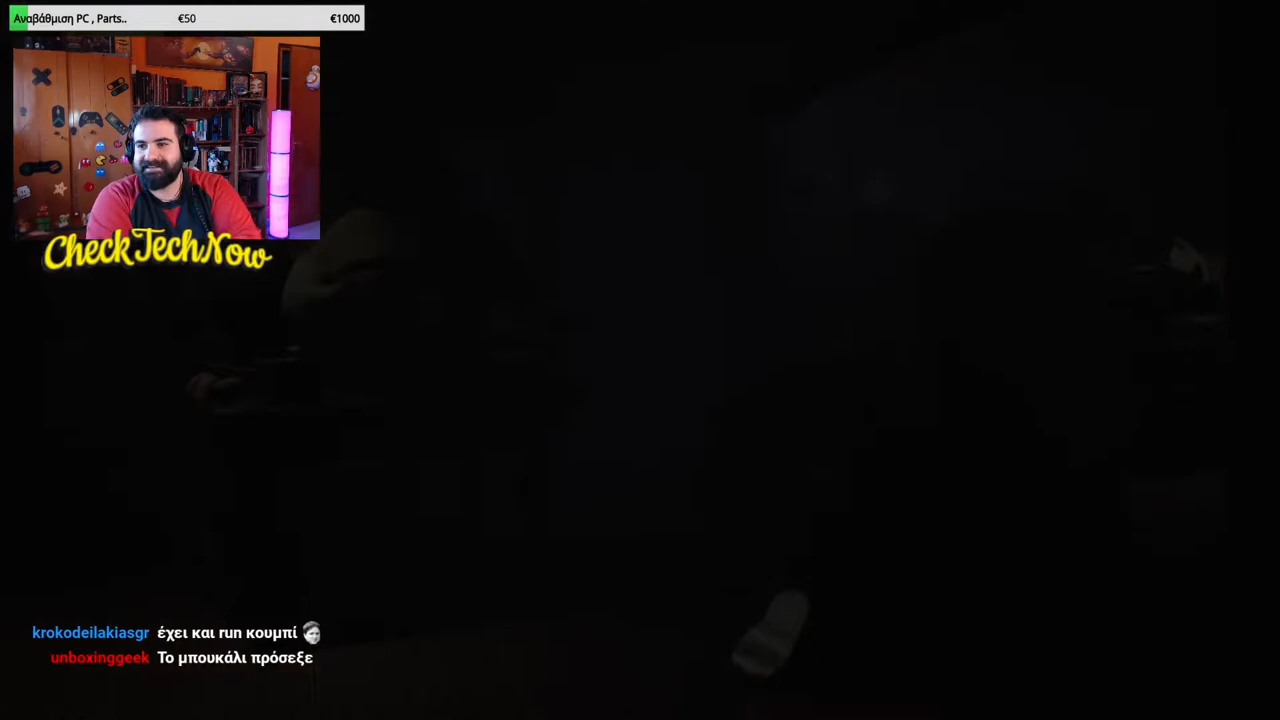 Αναβάθμιση PC , Parts.. €50 €1000
CheckTechNow
krokodeilakiasgr έχει και run κουμπί
unboxinggeek Το μπουκάλι πρόσεξε